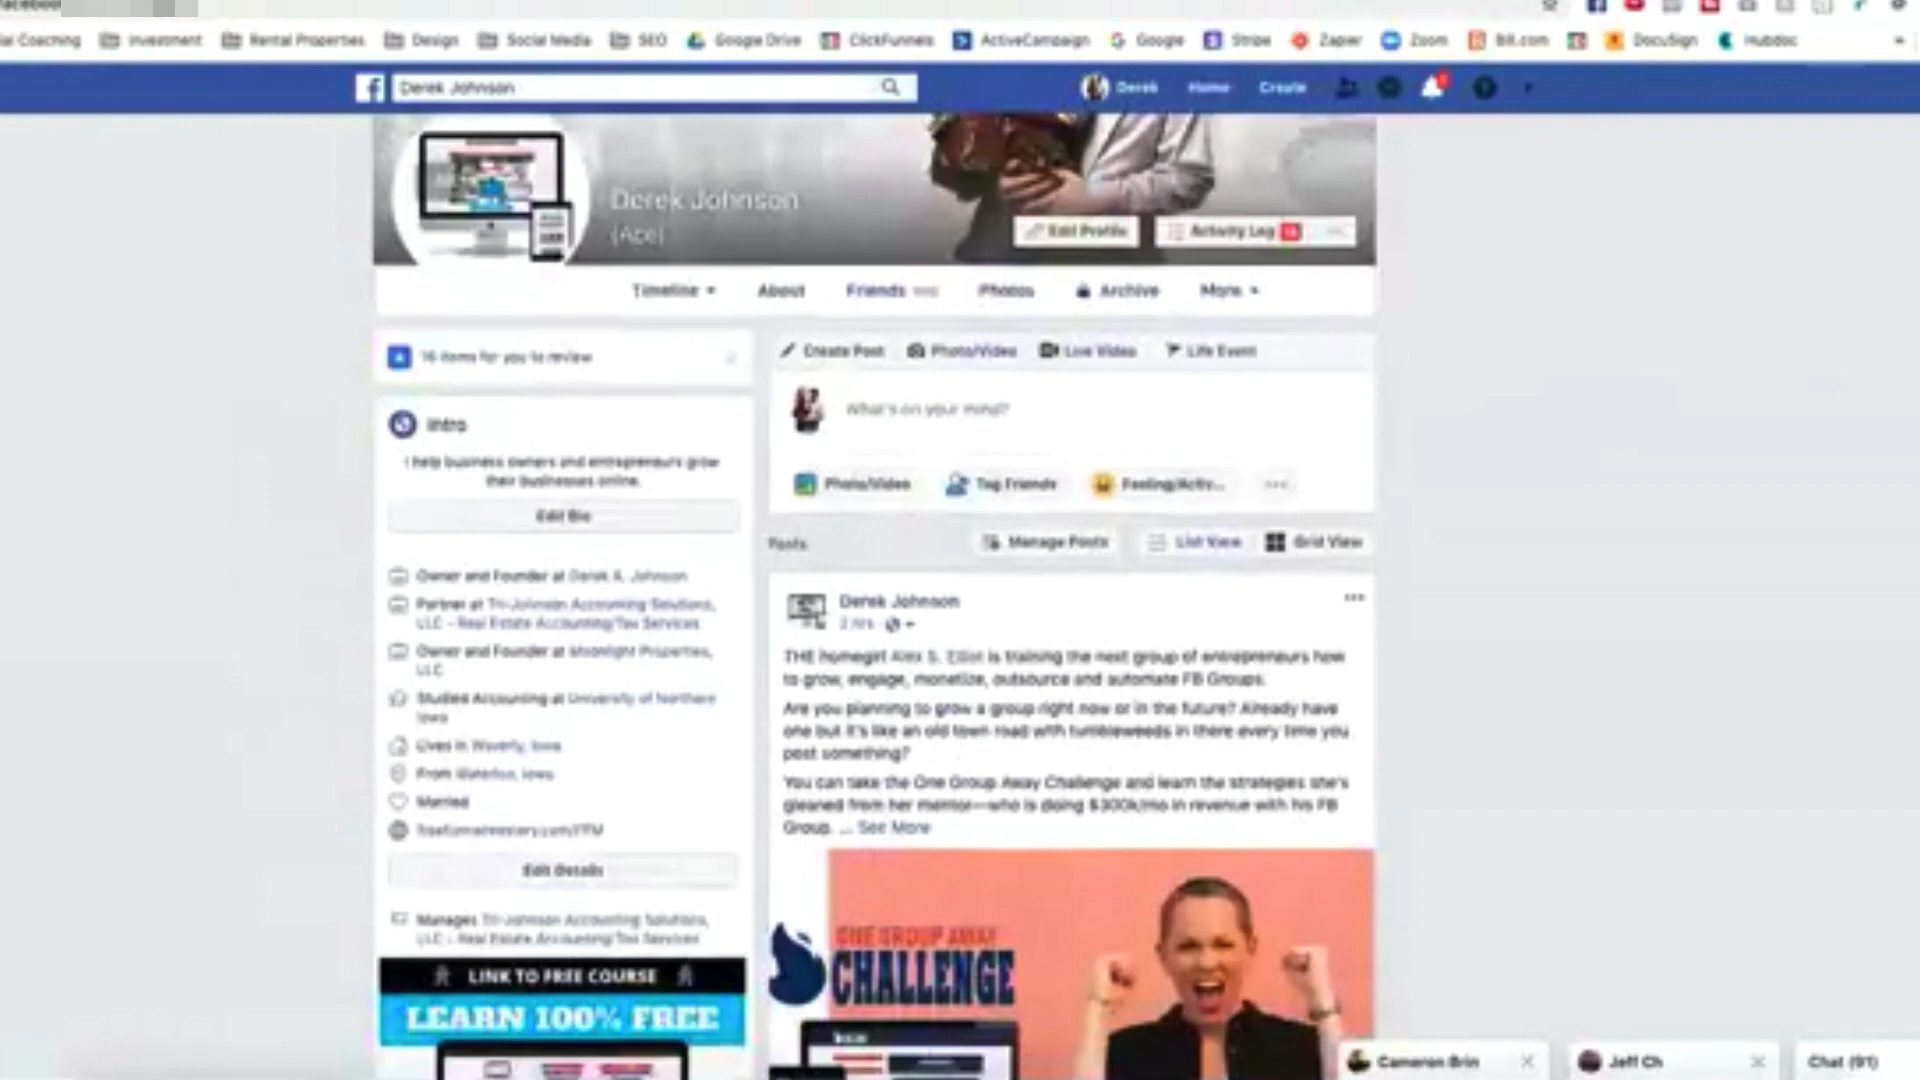 facebook
ial Coaching Investment Rental Properties Design Social Media SEO Google Drive ClickFunnels ActiveCampaign Google Stripe Zapier Zoom Bill.com DocuSign Hubdoc
Derek Johnson Derek Home Create
Derek Johnson
(Ace)
Edit Profile Activity Log
Timeline About Friends Photos Archive More
16 items for you to review
Create Post Photo/Video Live Video Life Event
Intro
What's on your mind?
I help business owners and entrepreneurs grow
their businesses online.
Photo/Video Tag Friends Feeling/Activ...
Edit Bio
Posts Manage Posts List View Grid View
Owner and Founder at Derek A. Johnson
Partner at Tri-Johnson Accounting Solutions,
LLC - Real Estate Accounting/Tax Services
Owner and Founder at Moonlight Properties,
LLC
Studied Accounting at University of Northern
Iowa
Lives in Waverly, Iowa
From Waterloo, Iowa
Married
Edit Details
Manages Tri-Johnson Accounting Solutions,
LLC - Real Estate Accounting/Tax Services
LINK TO FREE COURSE
LEARN 100% FREE
Derek Johnson
2 hrs
THE homegirl Alex S. Elliot is training the next group of entrepreneurs how
to grow, engage, monetize, outsource and automate FB Groups.
Are you planning to grow a group right now or in the future? Already have
one but it's like an old town road with tumbleweeds in there every time you
post something?
You can take the One Group Away Challenge and learn the strategies she's
gleaned from her mentor—who is doing $300k/mo in revenue with his FB
Group. ... See More
ONE GROUP AWAY
CHALLENGE
Cameron Brin Jeff Ch Chat (91)